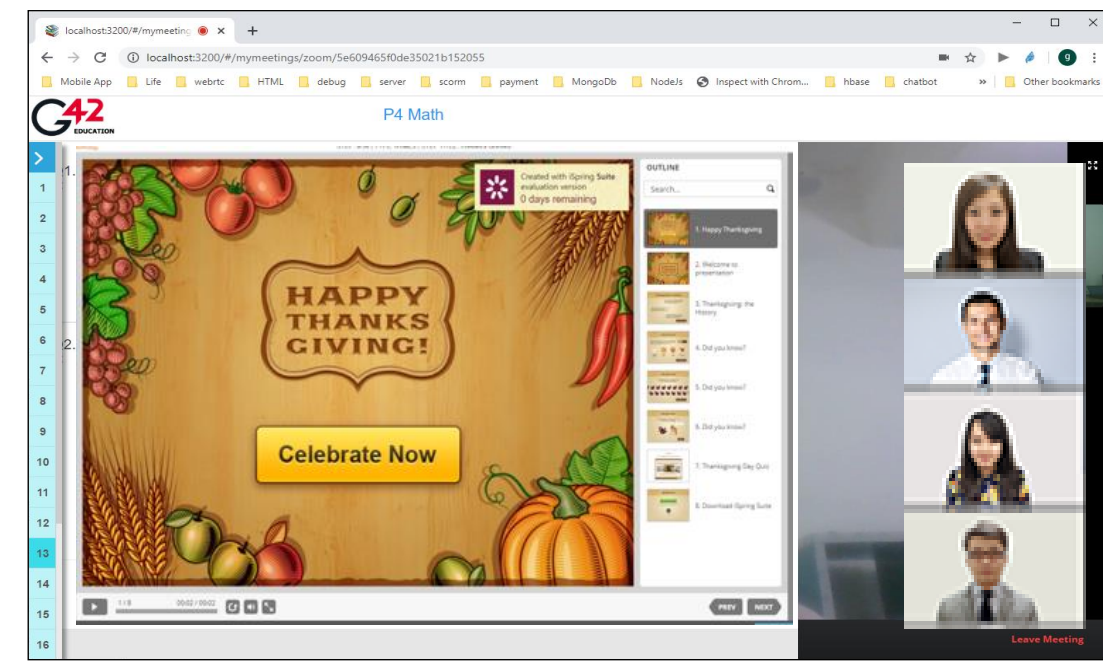 localhost:3200/#/mymeeting
localhost:3200/#/mymeetings/zoom/5e609465f0de35021b152055
g
Mobile App Life webrtc HTML debug server scorm payment MongoDb NodeJs Inspect with Chrom... hbase chatbot » Other bookmarks
G42
EDUCATION
P4 Math
1.
2.
1
2
3
4
5
6
7
8
9
10
11
12
13
14
15
16
Created with iSpring Suite
evaluation version
0 days remaining
HAPPY
THANKS
GIVING!
Celebrate Now
1 / 8
00:02 / 00:02
PREV
NEXT
OUTLINE
Search...
1. Happy Thanksgiving
2. Welcome to
presentation
3. Thanksgiving: the
History
4. Did you know?
5. Did you know?
6. Did you know?
7. Thanksgiving Day Quiz
8. Download iSpring Suite
Leave Meeting